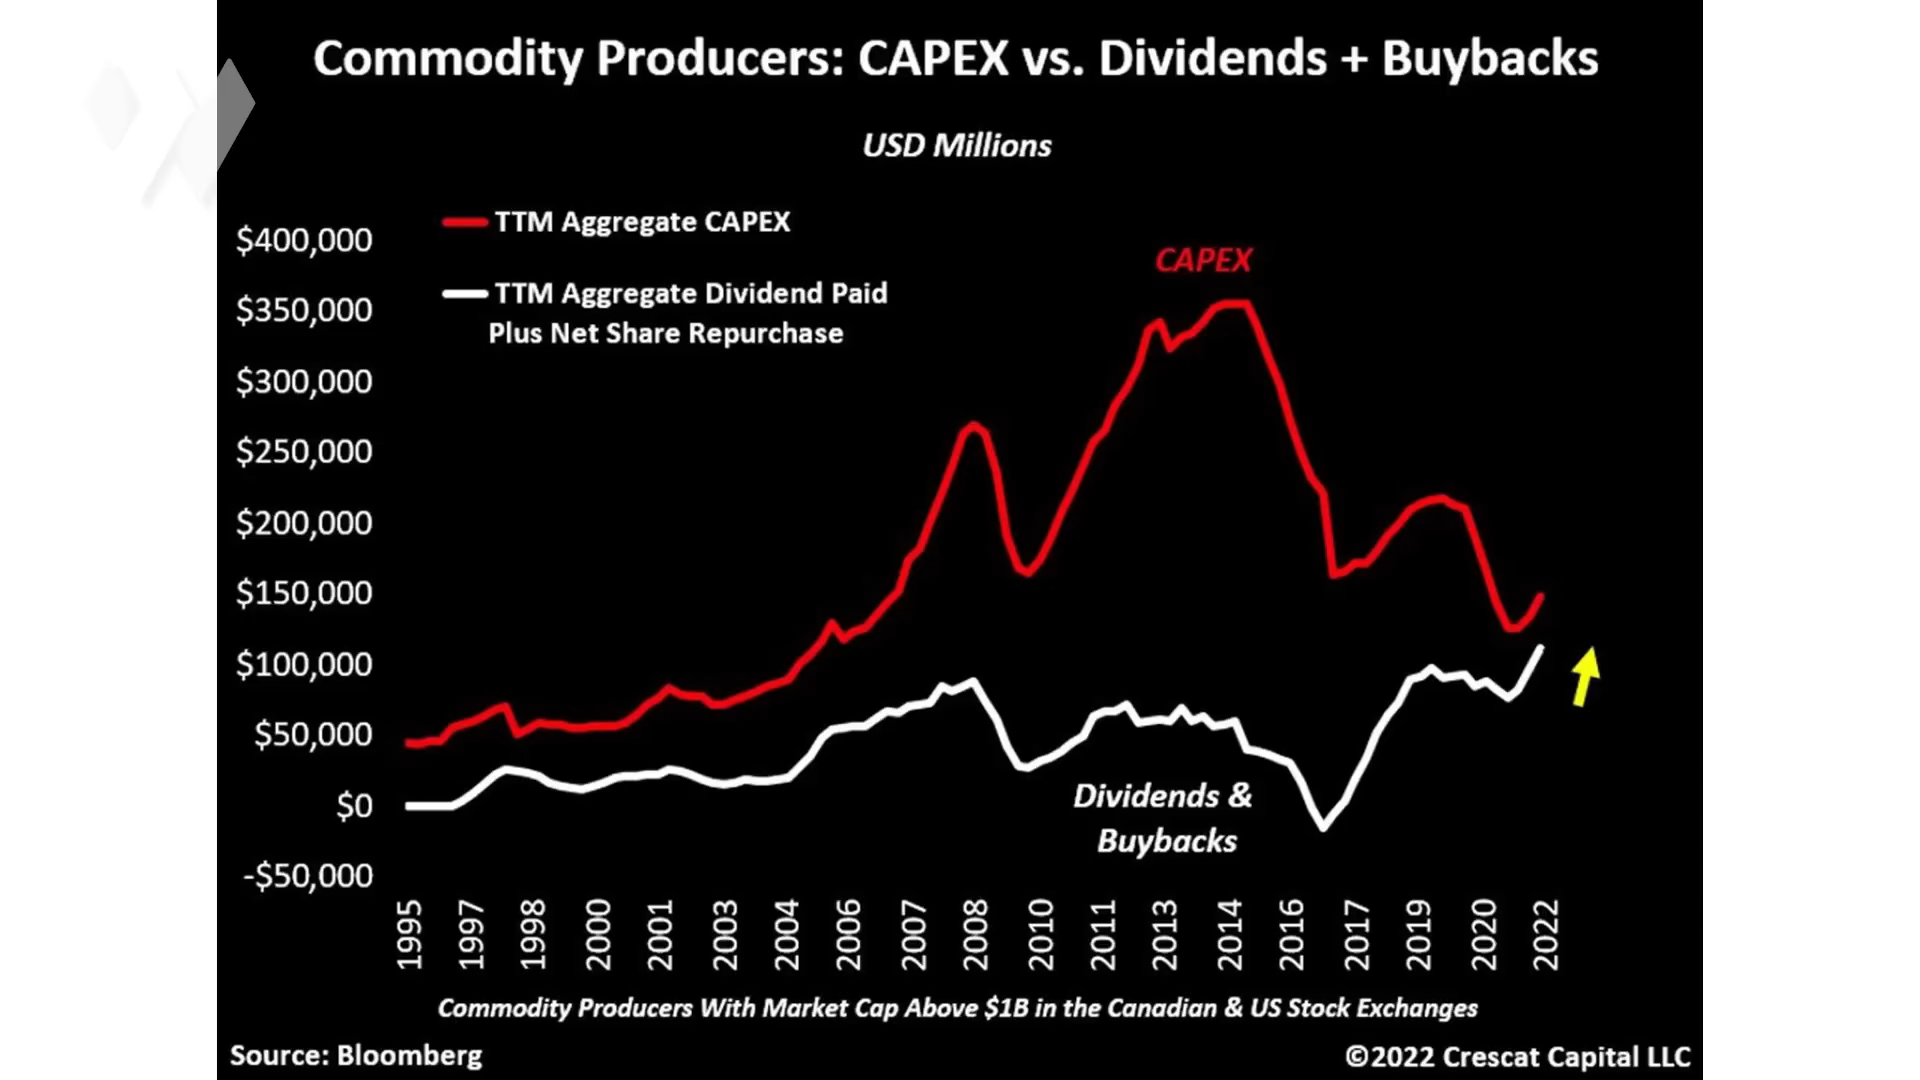 Commodity Producers: CAPEX vs. Dividends + Buybacks
USD Millions
TTM Aggregate CAPEX
TTM Aggregate Dividend Paid
Plus Net Share Repurchase
$400,000
$350,000
$300,000
$250,000
$200,000
$150,000
$100,000
$50,000
$0
-$50,000
CAPEX
Dividends &
Buybacks
1995
1997
1998
2000
2001
2003
2004
2006
2007
2008
2010
2011
2013
2014
2016
2017
2019
2020
2022
Commodity Producers With Market Cap Above $1B in the Canadian & US Stock Exchanges
Source: Bloomberg
©2022 Crescat Capital LLC